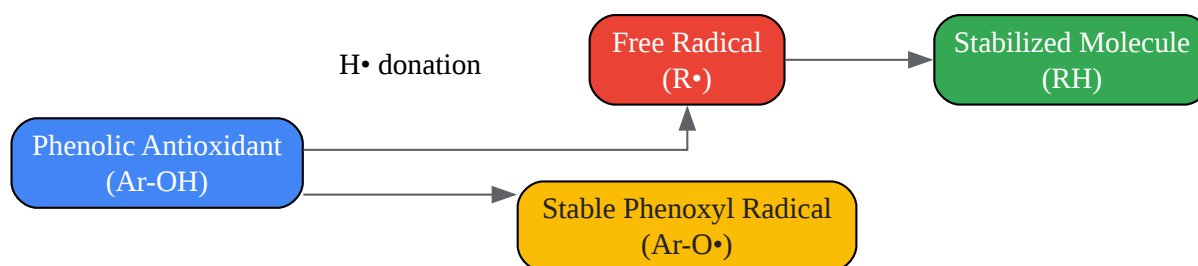 Free Radical
(R•)
Stabilized Molecule
(RH)
H• donation
Phenolic Antioxidant
(Ar-OH)
Stable Phenoxyl Radical
(Ar-O•)